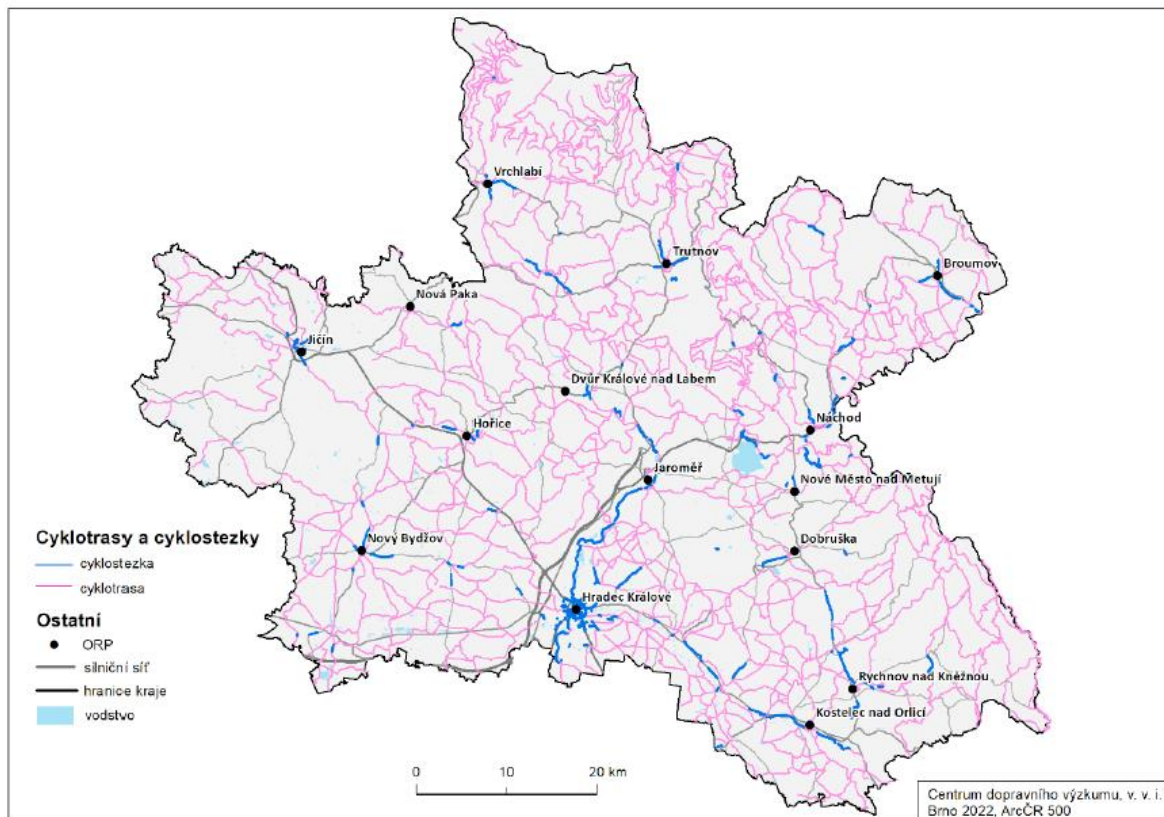 Vrchlabí
Trutnov
Broumov
Nová Paka
Jičín
Dvůr Králové nad Labem
Hořice
Náchod
Jaroměř
Nové Město nad Metují
Nový Bydžov
Dobruška
Hradec Králové
Rychnov nad Kněžnou
Kostelec nad Orlicí
Cyklotrasy a cyklostezky
cyklostezka
cyklotrasa
Ostatní
ORP
silniční síť
hranice kraje
vodstvo
0 10 20 km
Centrum dopravního výzkumu, v. v. i.
Brno 2022, ArcČR 500